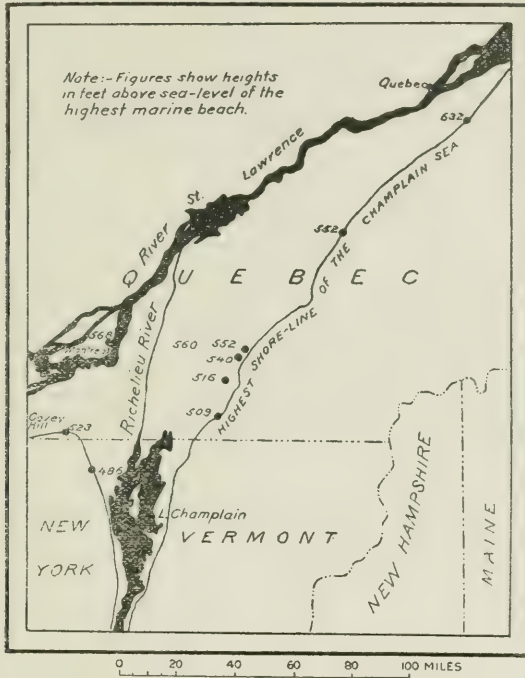 Note:- Figures show heights
in feet above sea-level of the
highest marine beach.
Quebec
632
Lawrence
St.
552
River
QUEBEC
HIGHEST SHORE-LINE OF THE CHAMPLAIN SEA
Richelieu River
568
Montreal
560
552
540
516
509
Covey
Hill
523
486
L. Champlain
NEW
YORK
VERMONT
NEW HAMPSHIRE
MAINE
0 20 40 60 100 MILES